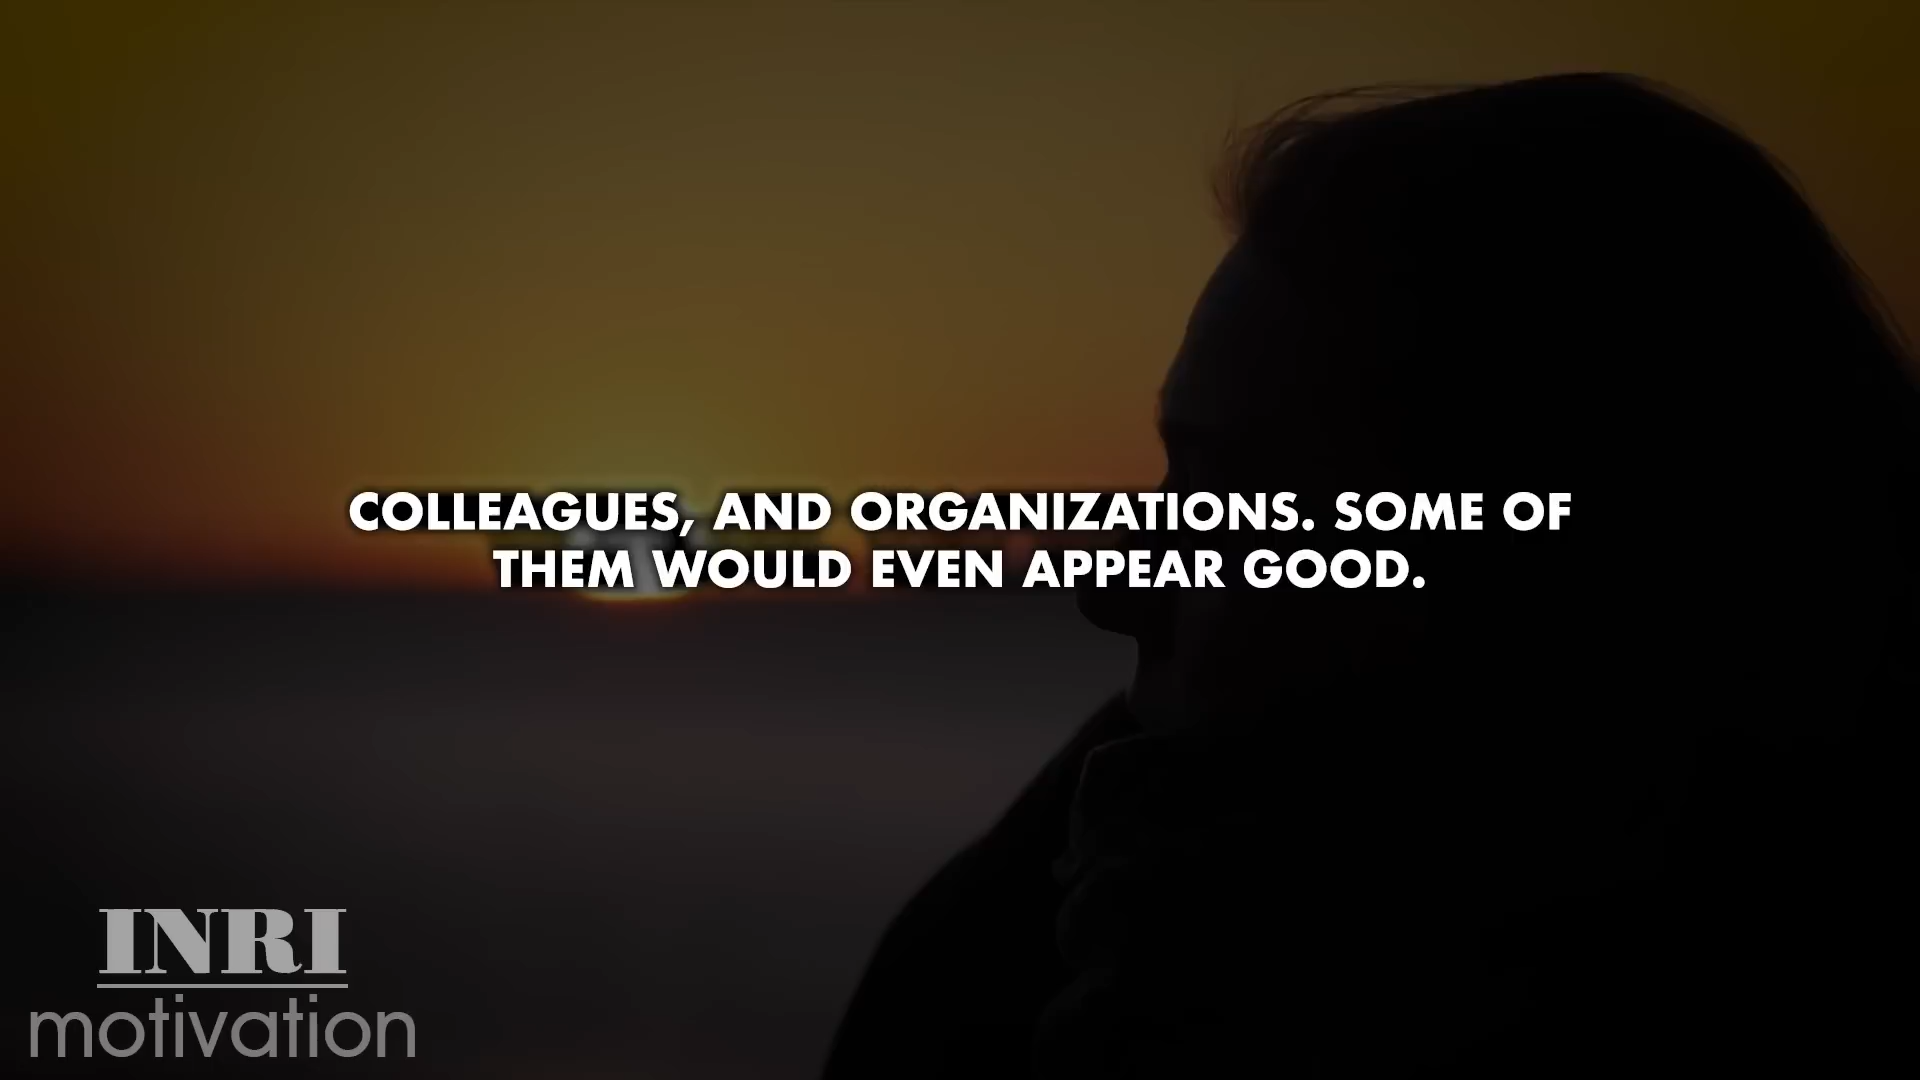 COLLEAGUES, AND ORGANIZATIONS. SOME OF
THEM WOULD EVEN APPEAR GOOD.
INRI
motivation